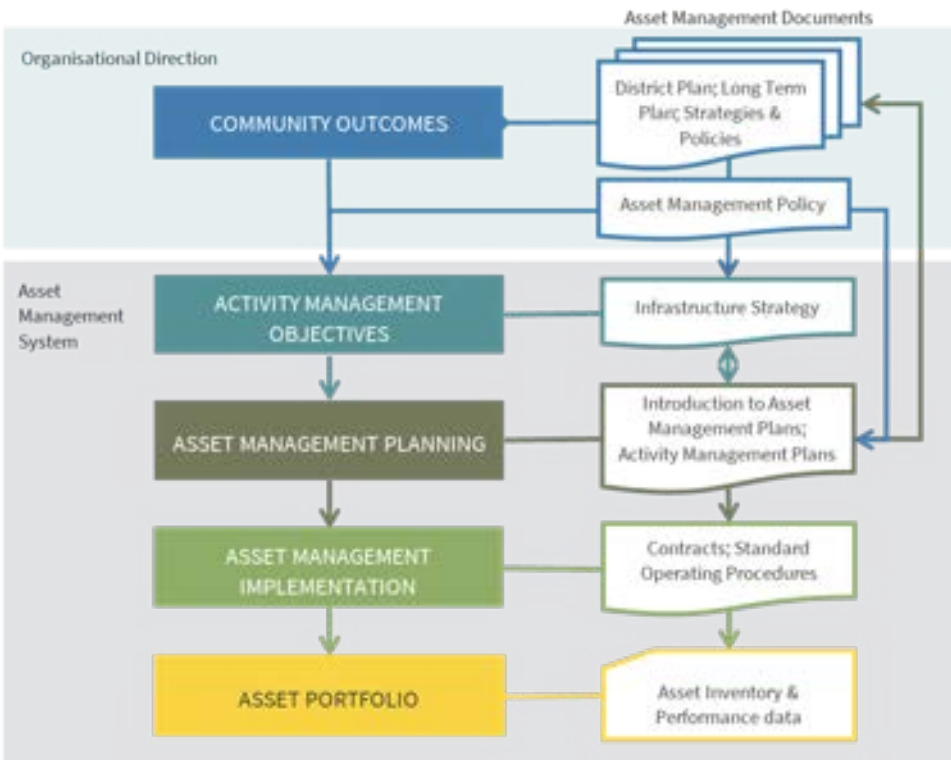 Asset Management Documents
Organisational Direction
COMMUNITY OUTCOMES
District Plan; Long Term
Plan; Strategies &
Policies
Asset Management Policy
Asset
Management
System
ACTIVITY MANAGEMENT
OBJECTIVES
Infrastructure Strategy
ASSET MANAGEMENT PLANNING
Introduction to Asset
Management Plans;
Activity Management Plans
ASSET MANAGEMENT
IMPLEMENTATION
Contracts; Standard
Operating Procedures
ASSET PORTFOLIO
Asset Inventory &
Performance data